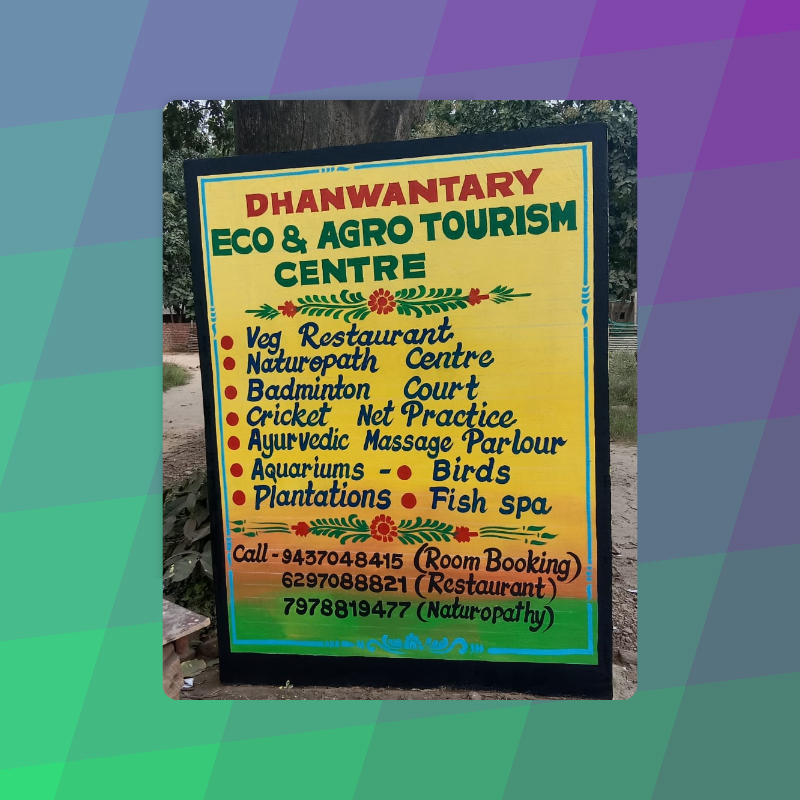 DHANWANTARY
ECO & AGRO TOURISM
CENTRE
Veg Restaurant
Naturopath Centre
Badminton Court
Cricket Net Practice
Ayurvedic Massage Parlour
Aquariums - • Birds
Plantations • Fish spa
Call - 9437048415 (Room Booking)
6297088821 (Restaurant)
7978819477 (Naturopathy)